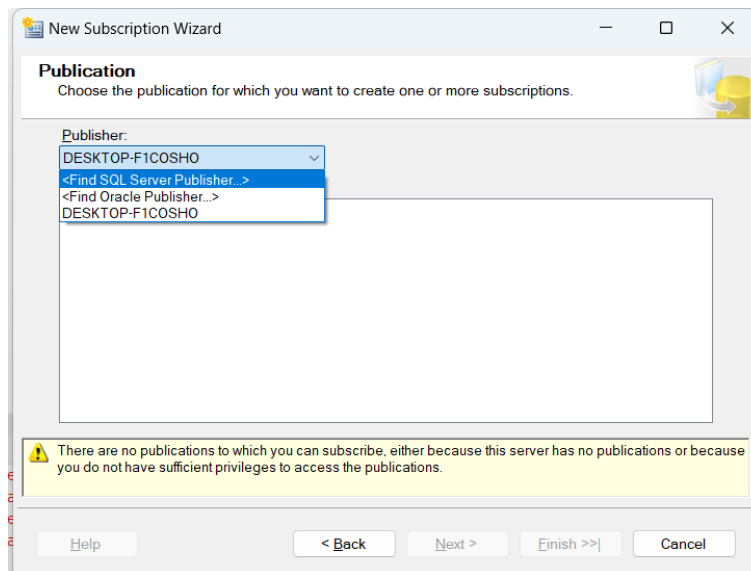 New Subscription Wizard
Publication
Choose the publication for which you want to create one or more subscriptions.
Publisher:
DESKTOP-F1COSHO
<Find SQL Server Publisher...>
<Find Oracle Publisher...>
DESKTOP-F1COSHO
There are no publications to which you can subscribe, either because this server has no publications or because
you do not have sufficient privileges to access the publications.
Help
< Back
Next >
Finish >>|
Cancel